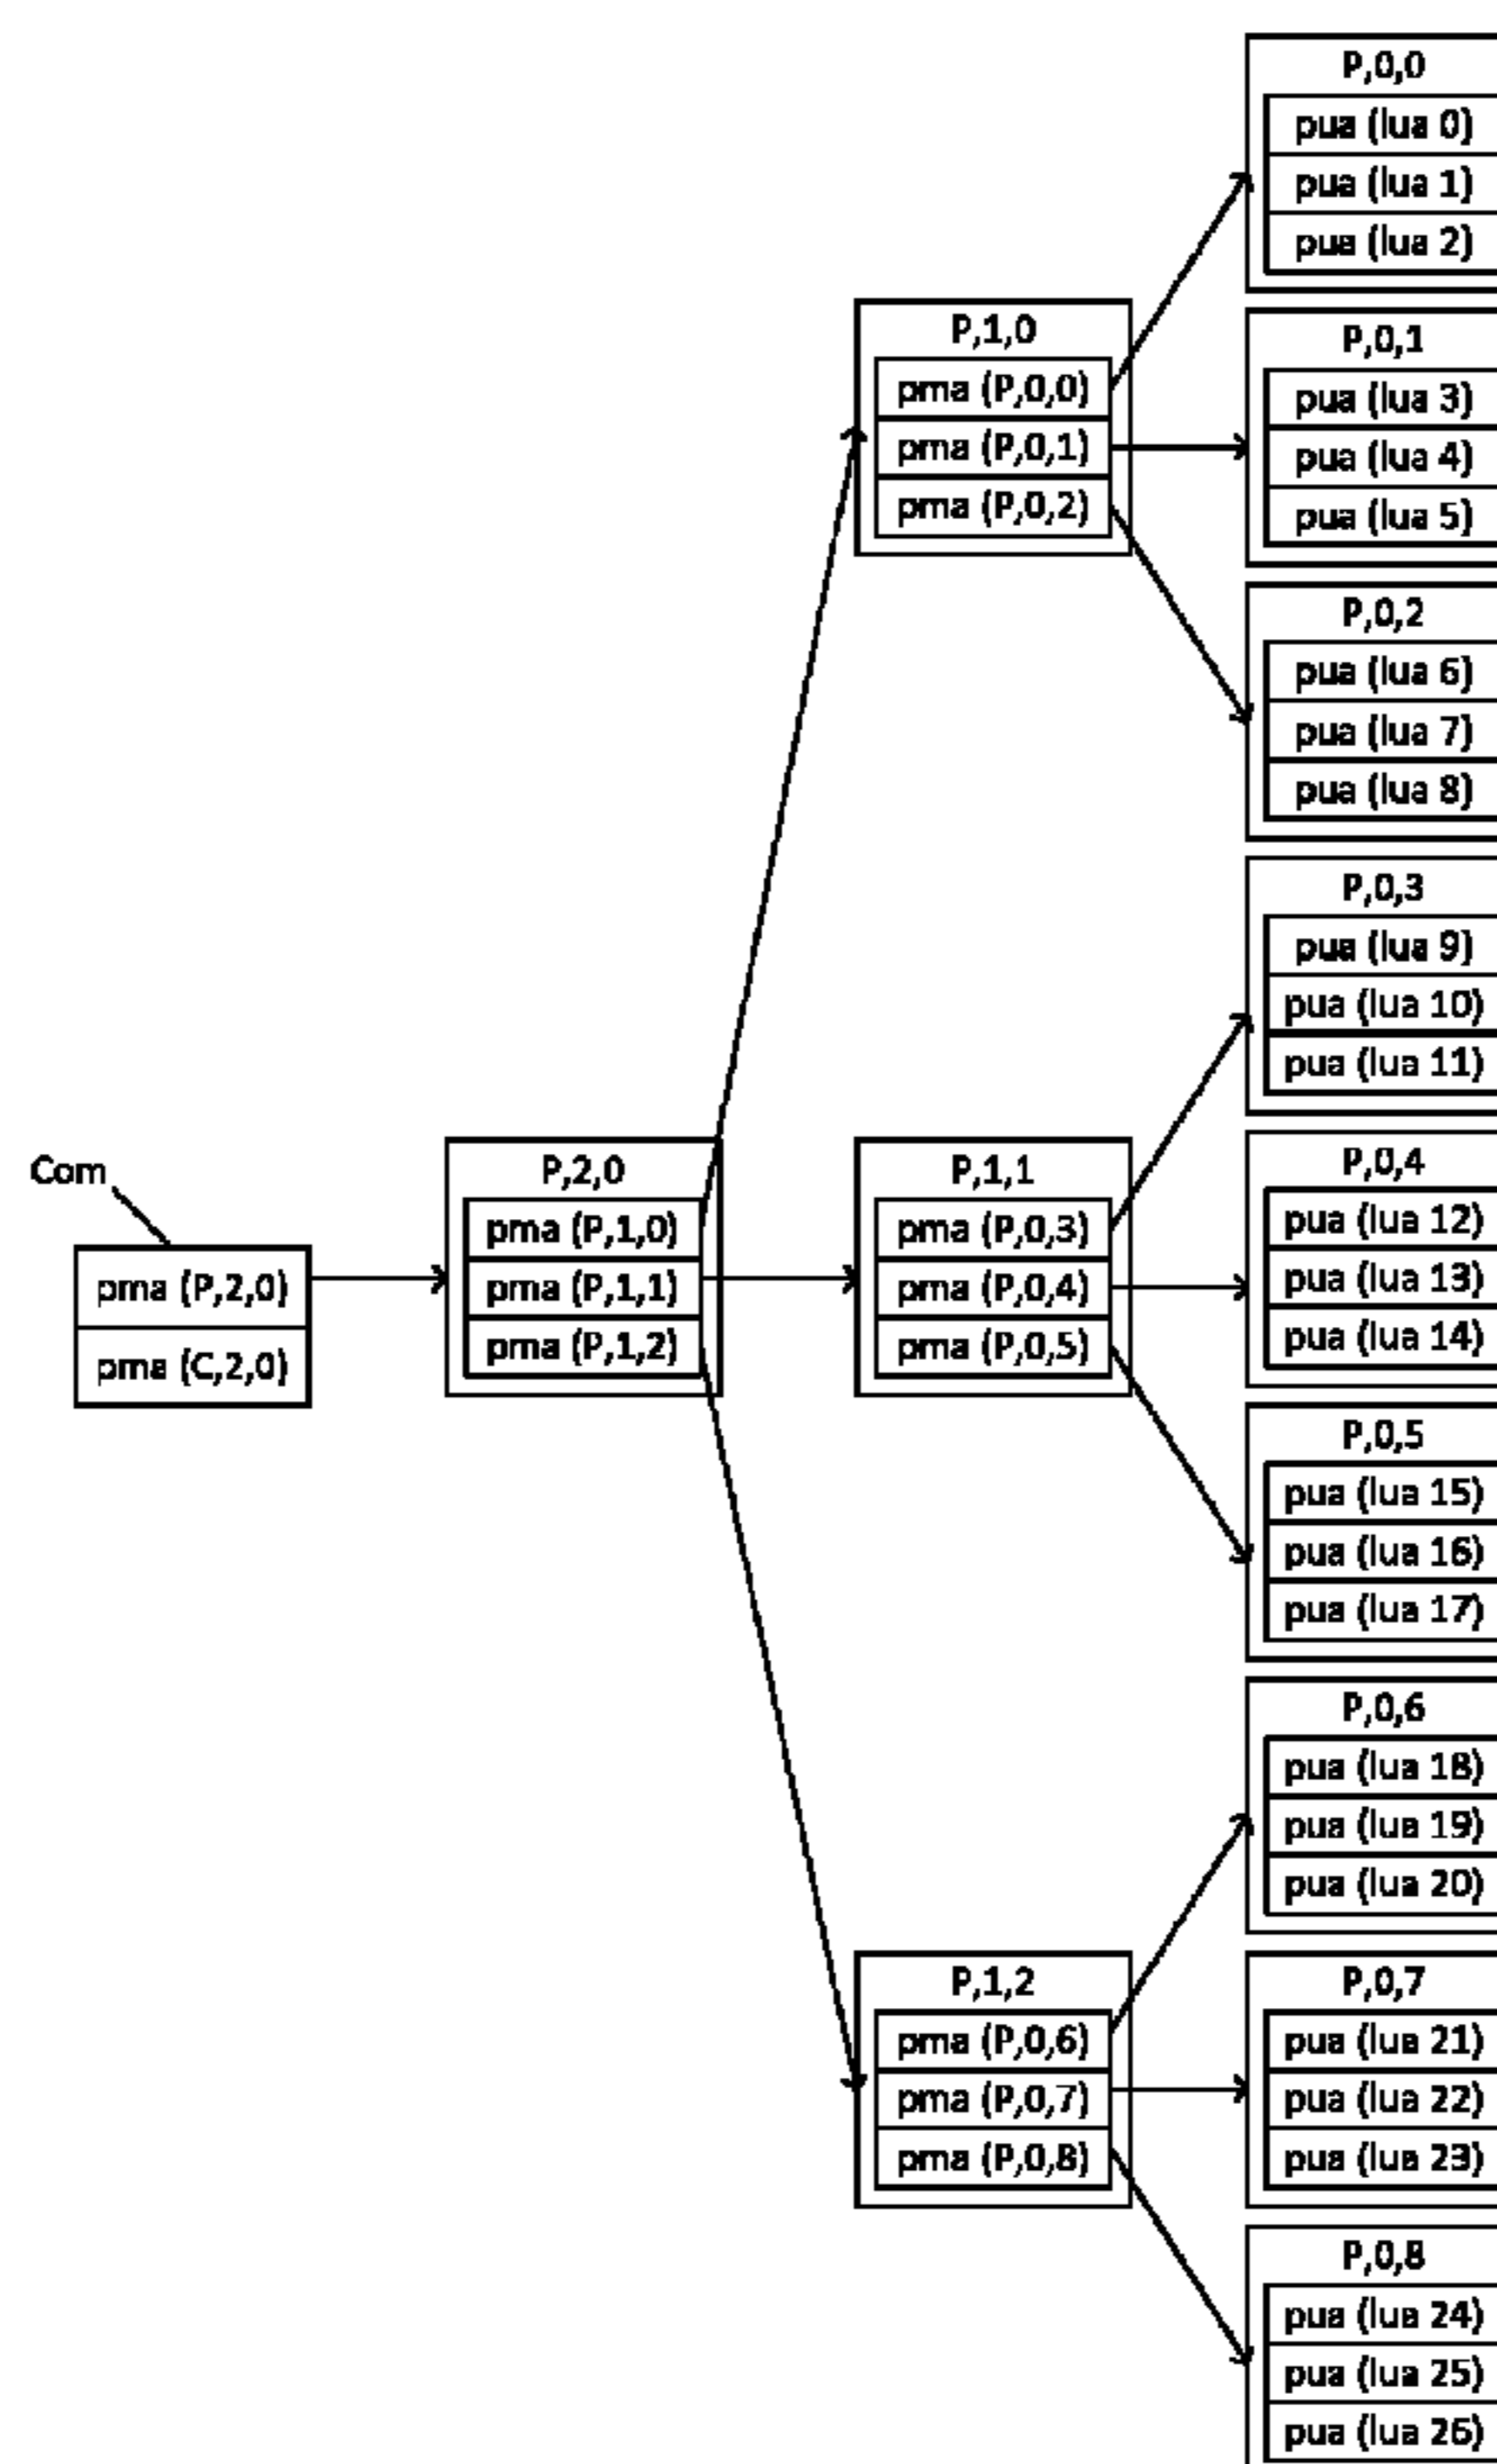 Com
pma (P,2,0)
pma (C,2,0)
P,2,0
pma (P,1,0)
pma (P,1,1)
pma (P,1,2)
P,1,0
pma (P,0,0)
pma (P,0,1)
pma (P,0,2)
P,1,1
pma (P,0,3)
pma (P,0,4)
pma (P,0,5)
P,1,2
pma (P,0,6)
pma (P,0,7)
pma (P,0,8)
P,0,0
pua (lua 0)
pua (lua 1)
pua (lua 2)
P,0,1
pua (lua 3)
pua (lua 4)
pua (lua 5)
P,0,2
pua (lua 6)
pua (lua 7)
pua (lua 8)
P,0,3
pua (lua 9)
pua (lua 10)
pua (lua 11)
P,0,4
pua (lua 12)
pua (lua 13)
pua (lua 14)
P,0,5
pua (lua 15)
pua (lua 16)
pua (lua 17)
P,0,6
pua (lua 18)
pua (lua 19)
pua (lua 20)
P,0,7
pua (lua 21)
pua (lua 22)
pua (lua 23)
P,0,8
pua (lua 24)
pua (lua 25)
pua (lua 26)